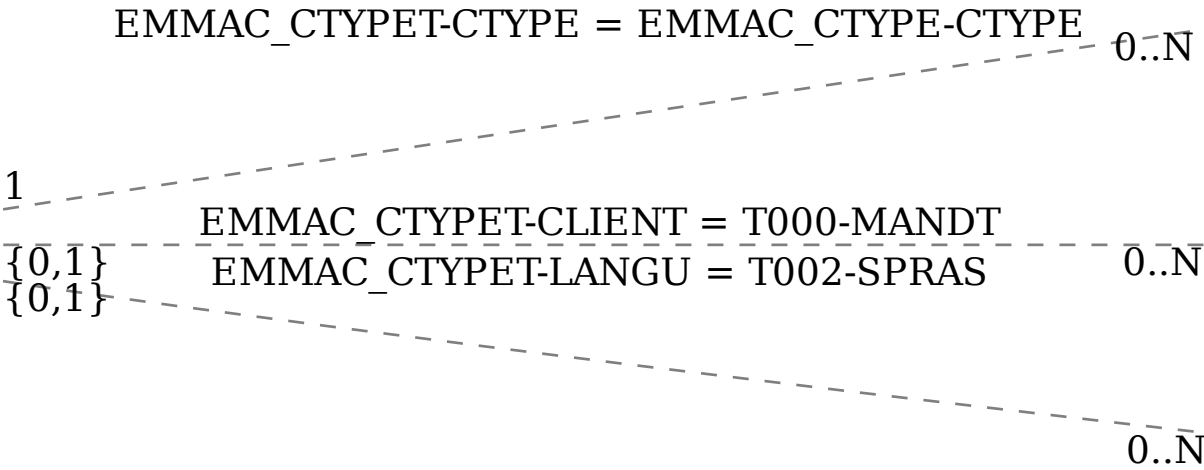 EMMAC_CTYPET-CTYPE = EMMAC_CTYPE-CTYPE
0..N
1
EMMAC_CTYPET-CLIENT = T000-MANDT
{0,1}
0..N
EMMAC_CTYPET-LANGU = T002-SPRAS
{0,1}
0..N